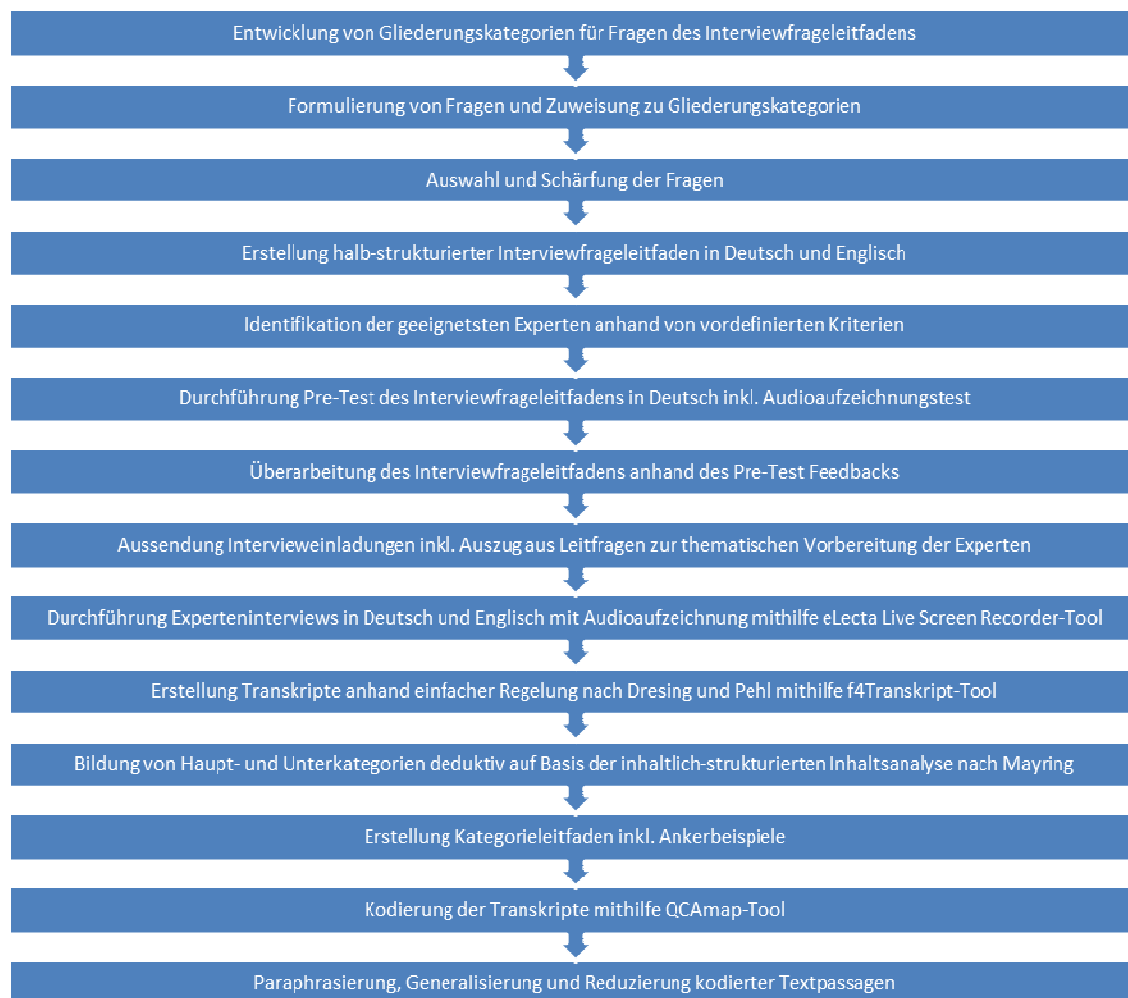 Entwicklung von Gliederungskategorien für Fragen des Interviewfrageleitfadens
Formulierung von Fragen und Zuweisung zu Gliederungskategorien
Auswahl und Schärfung der Fragen
Erstellung halb-strukturierter Interviewfrageleitfaden in Deutsch und Englisch
Identifikation der geeignetsten Experten anhand von vordefinierten Kriterien
Durchführung Pre-Test des Interviewfrageleitfadens in Deutsch inkl. Audioaufzeichnungstest
Überarbeitung des Interviewfrageleitfadens anhand des Pre-Test Feedbacks
Aussendung Intervieweinladungen inkl. Auszug aus Leitfragen zur thematischen Vorbereitung der Experten
Durchführung Experteninterviews in Deutsch und Englisch mit Audioaufzeichnung mithilfe eLecta Live Screen Recorder-Tool
Erstellung Transkripte anhand einfacher Regelung nach Dresing und Pehl mithilfe f4Transkript-Tool
Bildung von Haupt- und Unterkategorien deduktiv auf Basis der inhaltlich-strukturierten Inhaltsanalyse nach Mayring
Erstellung Kategorieleitfaden inkl. Ankerbeispiele
Kodierung der Transkripte mithilfe QCAmap-Tool
Paraphrasierung, Generalisierung und Reduzierung kodierter Textpassagen